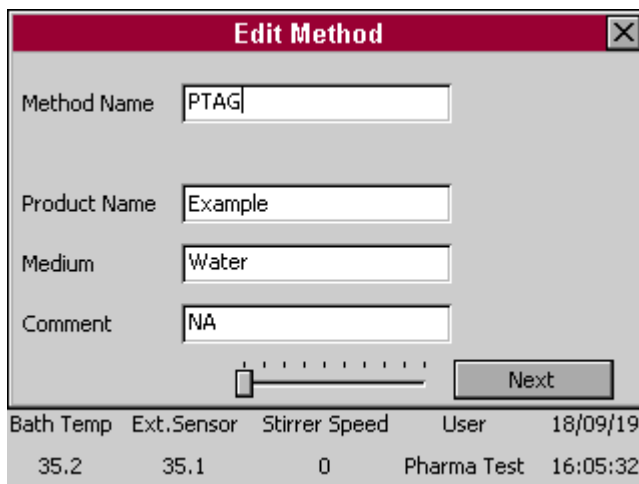 Edit Method
Method Name PTAG
Product Name Example
Medium Water
Comment NA
Next
Bath Temp Ext.Sensor Stirrer Speed User 18/09/19
35.2 35.1 0 Pharma Test 16:05:32